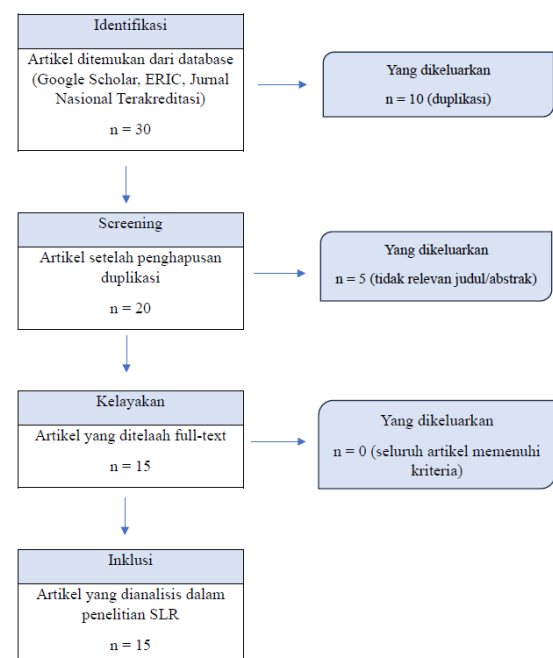 Identifikasi
Artikel ditemukan dari database
(Google Scholar, ERIC, Jurnal
Nasional Terakreditasi)
n = 30
Yang dikeluarkan
n = 10 (duplikasi)
Screening
Artikel setelah penghapusan
duplikasi
n = 20
Yang dikeluarkan
n = 5 (tidak relevan judul/abstrak)
Kelayakan
Artikel yang ditelaah full-text
n = 15
Yang dikeluarkan
n = 0 (seluruh artikel memenuhi
kriteria)
Inklusi
Artikel yang dianalisis dalam
penelitian SLR
n = 15